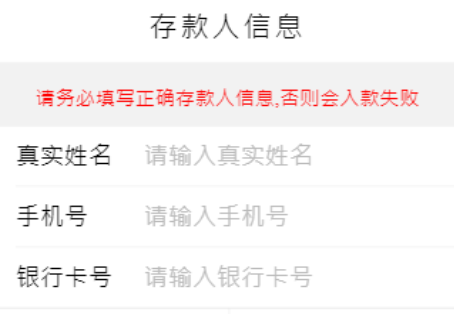 存款人信息
请务必填写正确存款人信息,否则会入款失败
真实姓名 请输入真实姓名
手机号 请输入手机号
银行卡号 请输入银行卡号